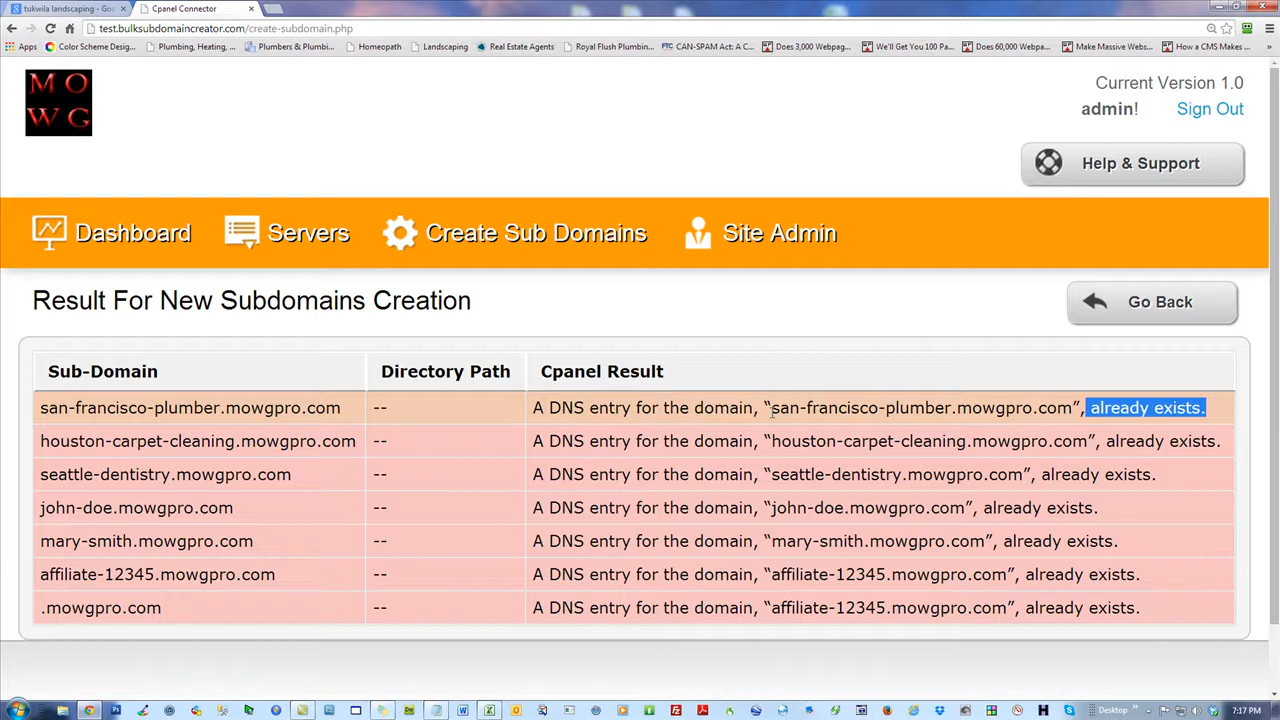 tukwila landscaping - Goo
Cpanel Connector
test.bulksubdomaincreator.com/create-subdomain.php
Apps
Color Scheme Desig...
Plumbing, Heating, ...
Plumbers & Plumbi...
Homeopath
Landscaping
Real Estate Agents
Royal Flush Plumbin...
FTC CAN-SPAM Act: A C...
Does 3,000 Webpag...
We'll Get You 100 Pa...
Does 60,000 Webpa...
Make Massive Webs...
How a CMS Makes ...
M O
W G
Current Version 1.0
admin! Sign Out
Help & Support
Dashboard
Servers
Create Sub Domains
Site Admin
Result For New Subdomains Creation
Go Back
Sub-Domain Directory Path Cpanel Result
san-francisco-plumber.mowgpro.com -- A DNS entry for the domain, “san-francisco-plumber.mowgpro.com”, already exists.
houston-carpet-cleaning.mowgpro.com -- A DNS entry for the domain, “houston-carpet-cleaning.mowgpro.com”, already exists.
seattle-dentistry.mowgpro.com -- A DNS entry for the domain, “seattle-dentistry.mowgpro.com”, already exists.
john-doe.mowgpro.com -- A DNS entry for the domain, “john-doe.mowgpro.com”, already exists.
mary-smith.mowgpro.com -- A DNS entry for the domain, “mary-smith.mowgpro.com”, already exists.
affiliate-12345.mowgpro.com -- A DNS entry for the domain, “affiliate-12345.mowgpro.com”, already exists.
.mowgpro.com -- A DNS entry for the domain, “affiliate-12345.mowgpro.com”, already exists.
Desktop
7:17 PM